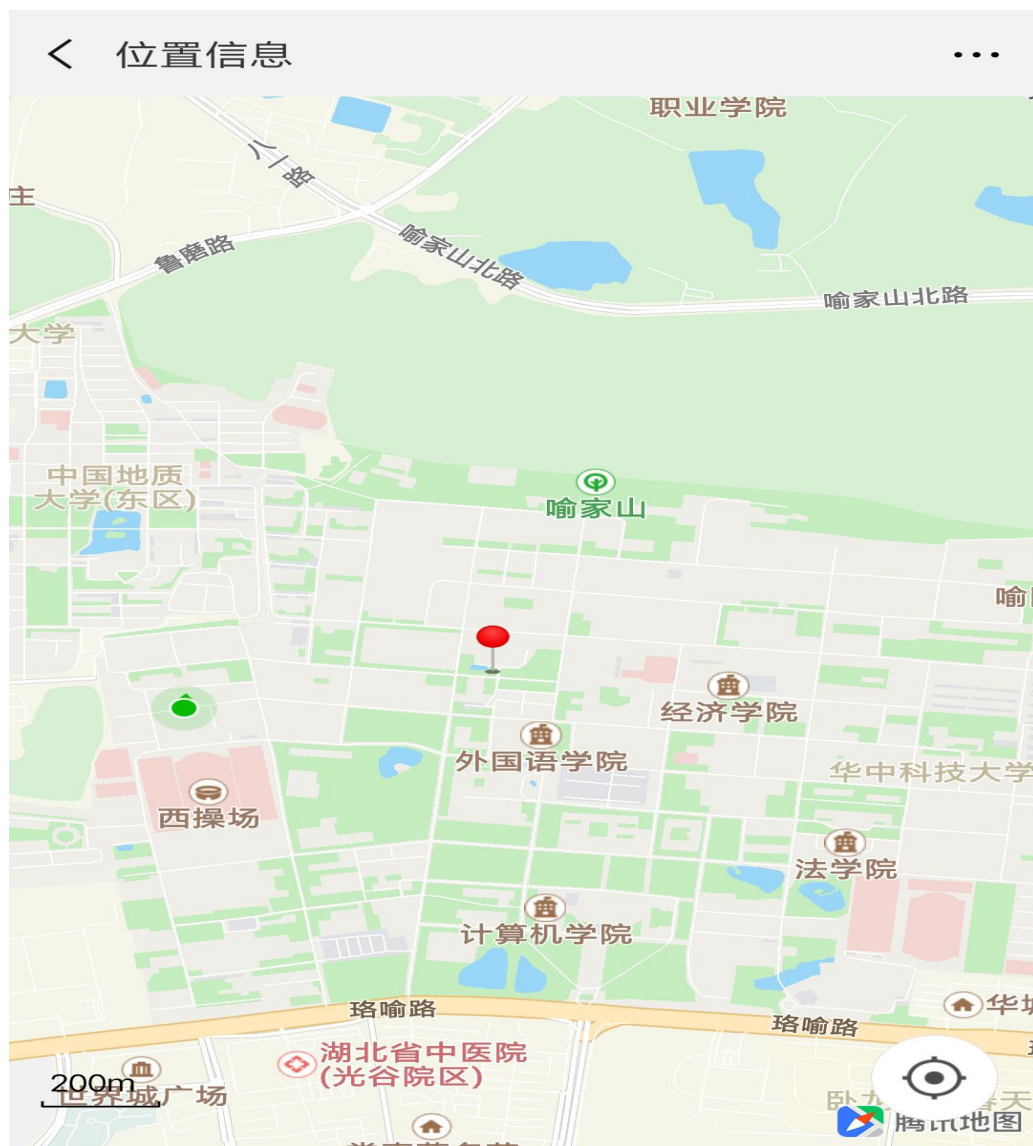 位置信息
职业学院
八一路
主
喻家山北路
鲁磨路
喻家山北路
大学
中国地质
大学(东区)
喻家山
喻
经济学院
外国语学院
华中科技大学
西操场
法学院
计算机学院
珞喻路
华城
珞喻路
湖北省中医院
(光谷院区)
200m
世界城广场
腾讯地图